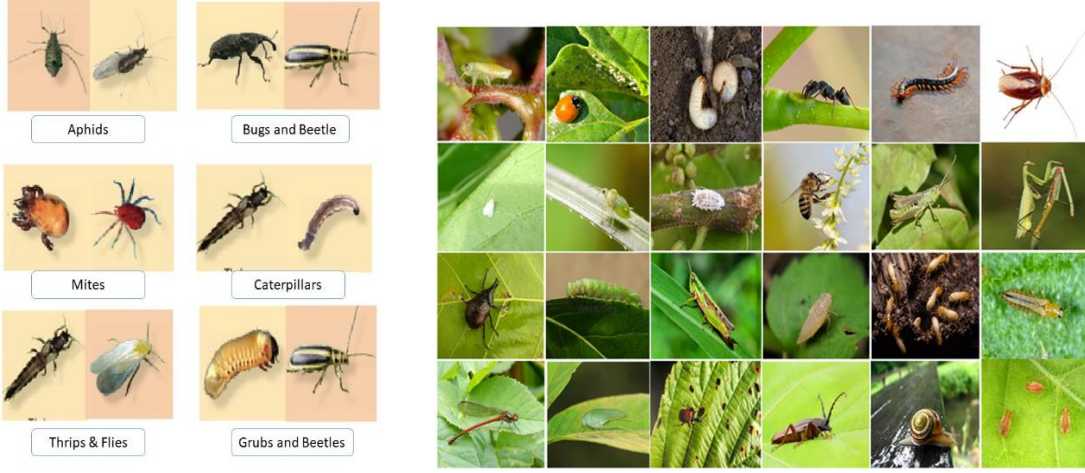 Aphids
Bugs and Beetle
Mites
Caterpillars
Thrips & Flies
Grubs and Beetles